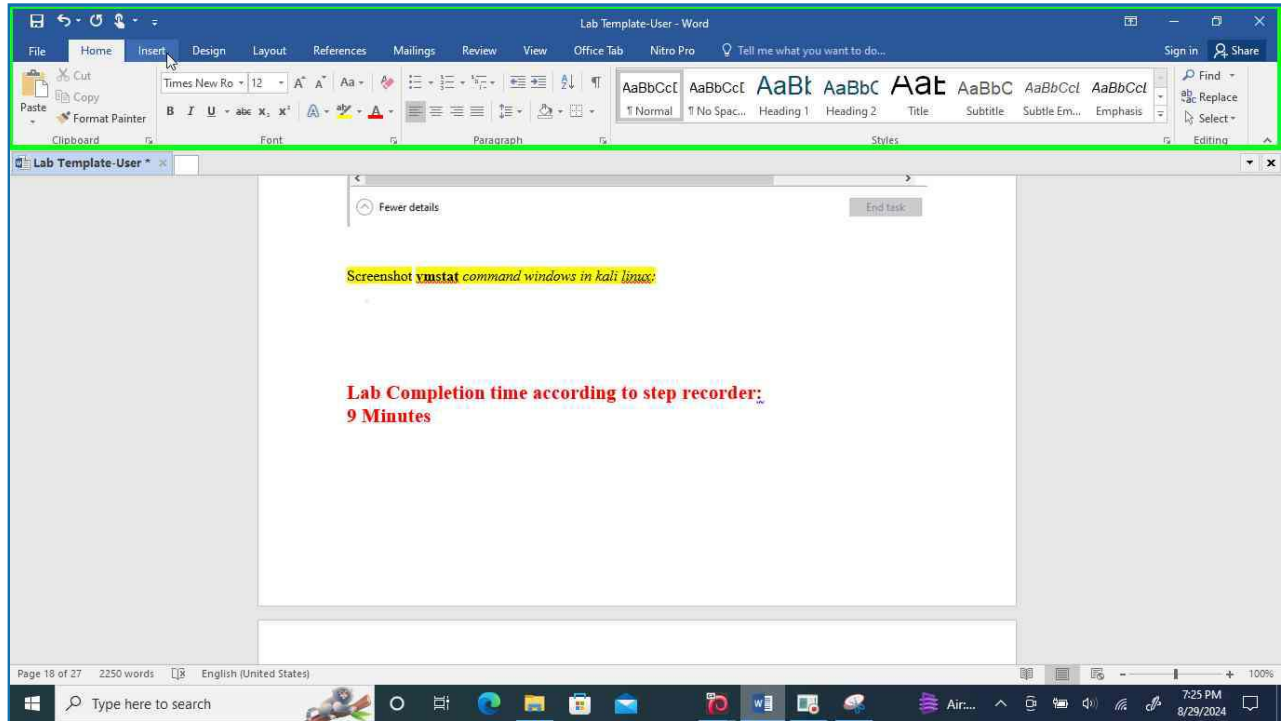 Lab Template-User - Word
File Home Insert Design Layout References Mailings Review View Office Tab Nitro Pro Tell me what you want to do... Sign in Share
Paste
Cut
Copy
Format Painter
Clipboard
Times New Ro 12
Font
Paragraph
AaBbCcI AaBbCcI AaBt AaBbC Aat AaBbC AaBbCcl AaBbCcl
¶ Normal ¶ No Spac... Heading 1 Heading 2 Title Subtitle Subtle Em... Emphasis
Styles
Find
Replace
Select
Editing
Lab Template-User *
Fewer details End task
Screenshot vmstat command windows in kali linux:
Lab Completion time according to step recorder:
9 Minutes
Page 18 of 27 2250 words English (United States) 100%
Type here to search Air:... 7:25 PM
8/29/2024